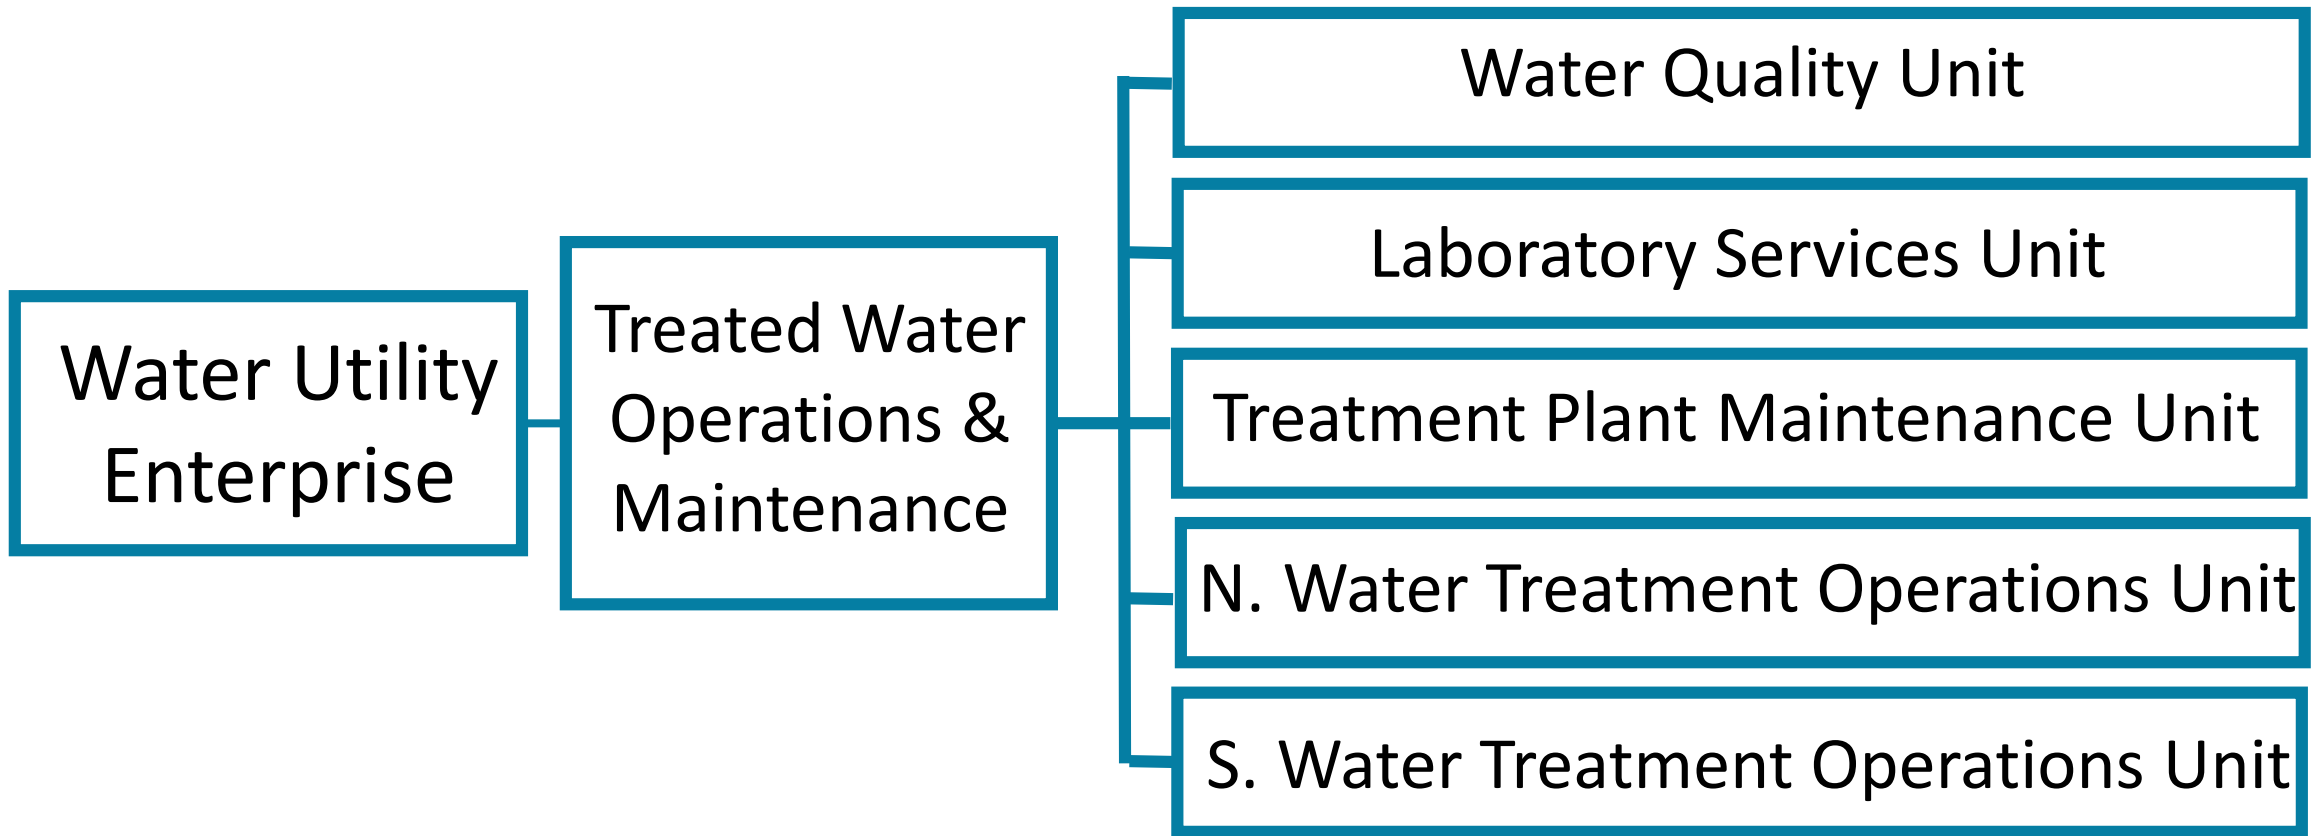 Water Utility
Enterprise
Treated Water
Operations &
Maintenance
Water Quality Unit
Laboratory Services Unit
Treatment Plant Maintenance Unit
N. Water Treatment Operations Unit
S. Water Treatment Operations Unit